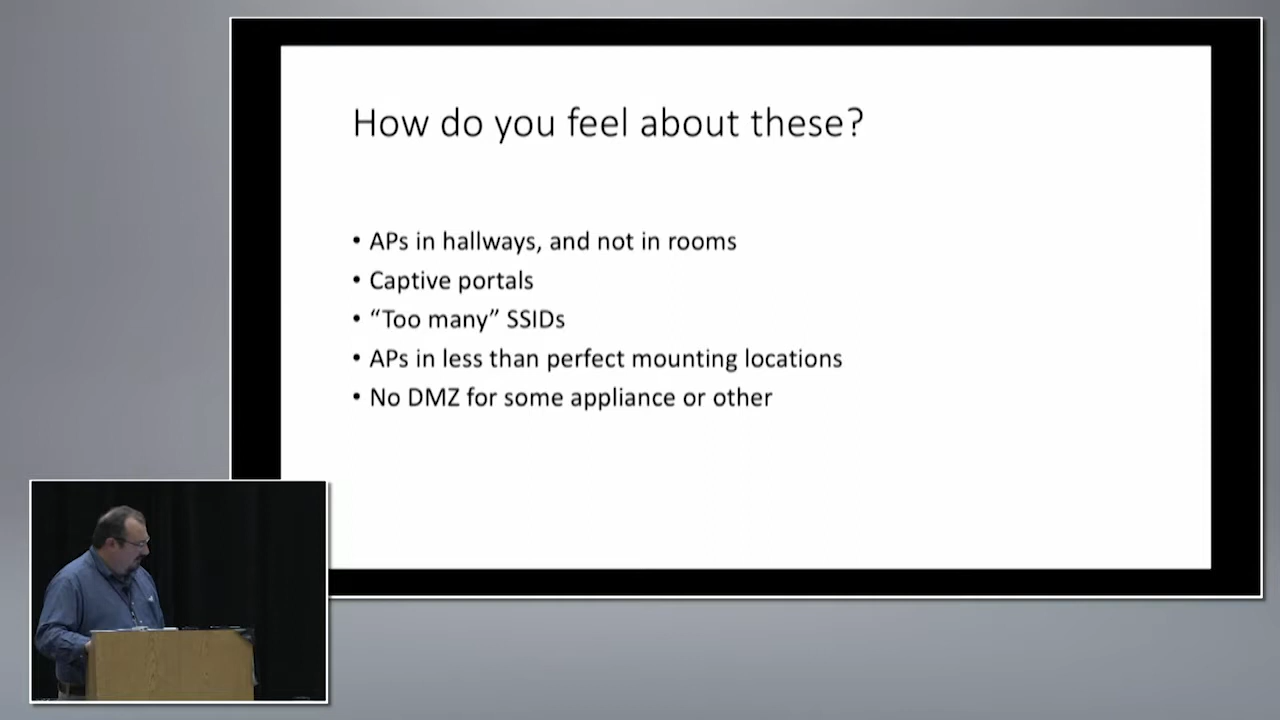 How do you feel about these?
• APs in hallways, and not in rooms
• Captive portals
• “Too many” SSIDs
• APs in less than perfect mounting locations
• No DMZ for some appliance or other